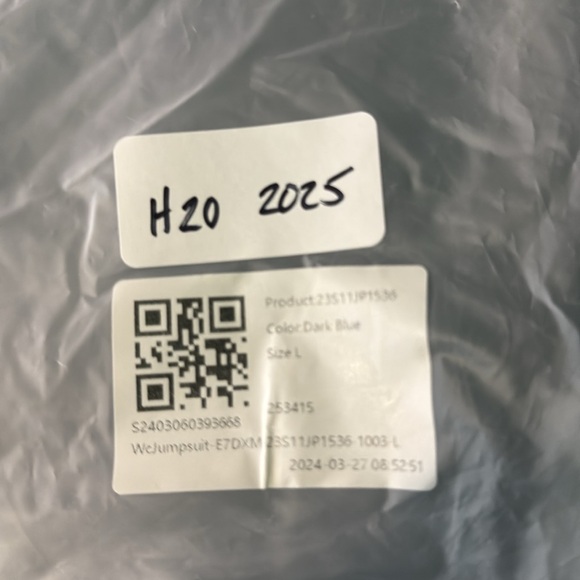 H20 2025
Product:23S11JP1536
Color:Dark Blue
Size:L
253415
S2403060393668
WcJumpsuit-E7DXM 23S11JP1536-1003-L
2024-03-27 08:52:51